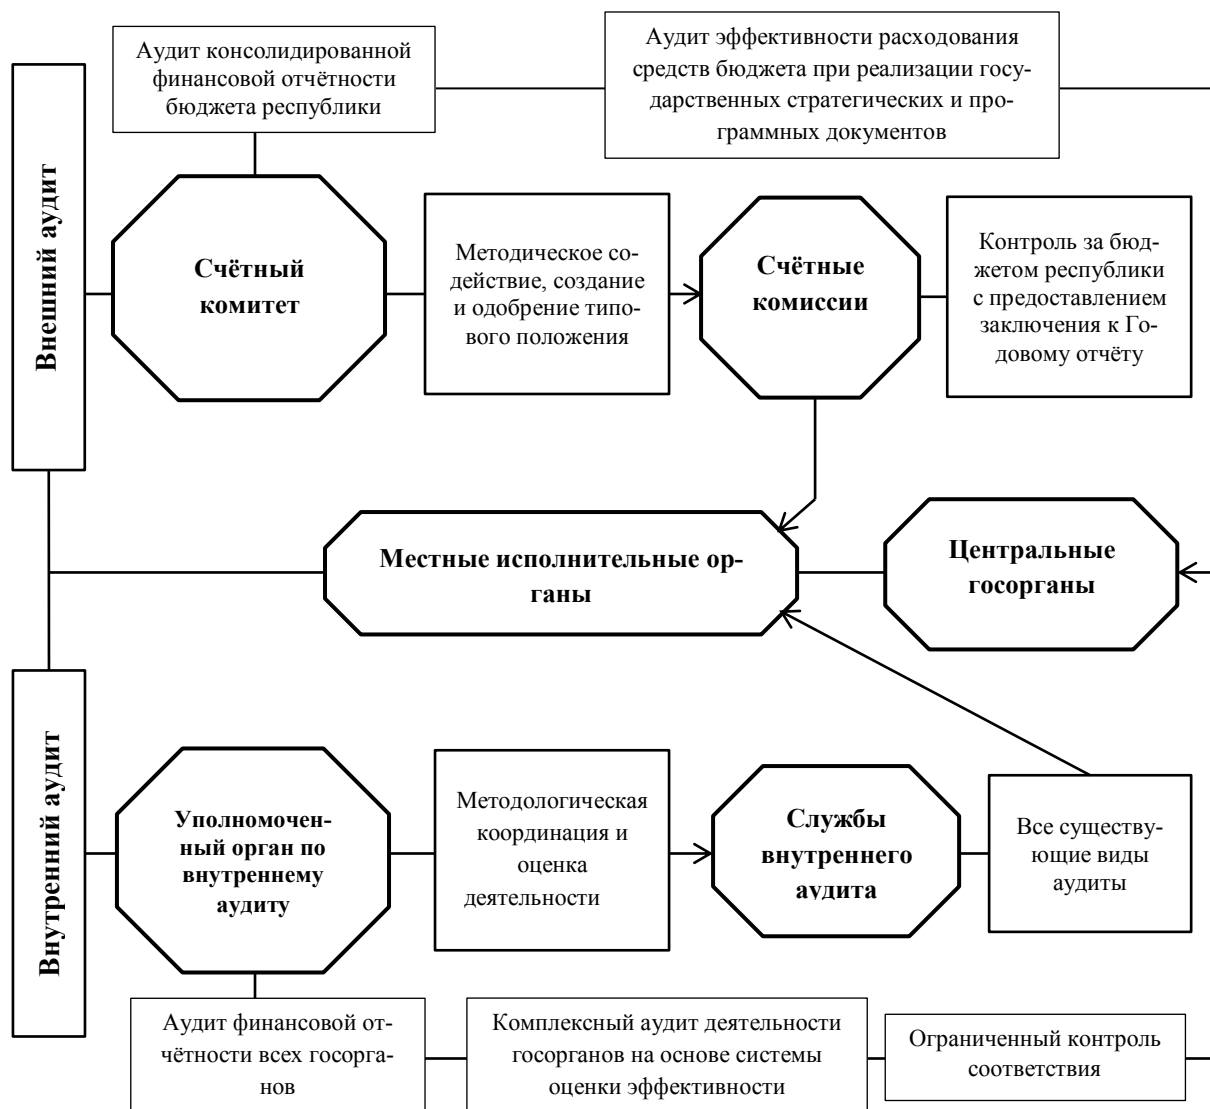 Аудит консолидированной
финансовой отчётности
бюджета республики
Аудит эффективности расходования
средств бюджета при реализации госу-
дарственных стратегических и про-
граммных документов
Внешний аудит
Счётный
комитет
Методическое со-
действие, создание
и одобрение типо-
вого положения
Счётные
комиссии
Контроль за бюд-
жетом республики
с предоставлением
заключения к Го-
довому отчёту
Местные исполнительные ор-
ганы
Центральные
госорганы
Внутренний аудит
Уполномочен-
ный орган по
внутреннему
аудиту
Методологическая
координация и
оценка
деятельности
Службы
внутреннего
аудита
Все существу-
ющие виды
аудиты
Аудит финансовой от-
чётности всех госорга-
нов
Комплексный аудит деятельности
госорганов на основе системы
оценки эффективности
Ограниченный контроль
соответствия